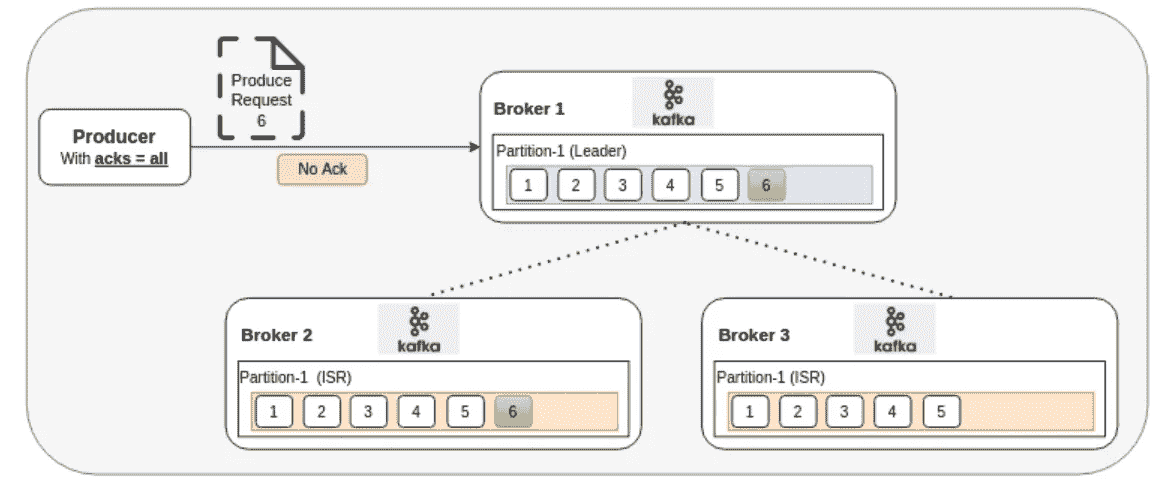 Produce
Request
6
Producer
With acks = all
No Ack
Broker 1
kafka
Partition-1 (Leader)
1 2 3 4 5 6
Broker 2
kafka
Partition-1 (ISR)
1 2 3 4 5 6
Broker 3
kafka
Partition-1 (ISR)
1 2 3 4 5